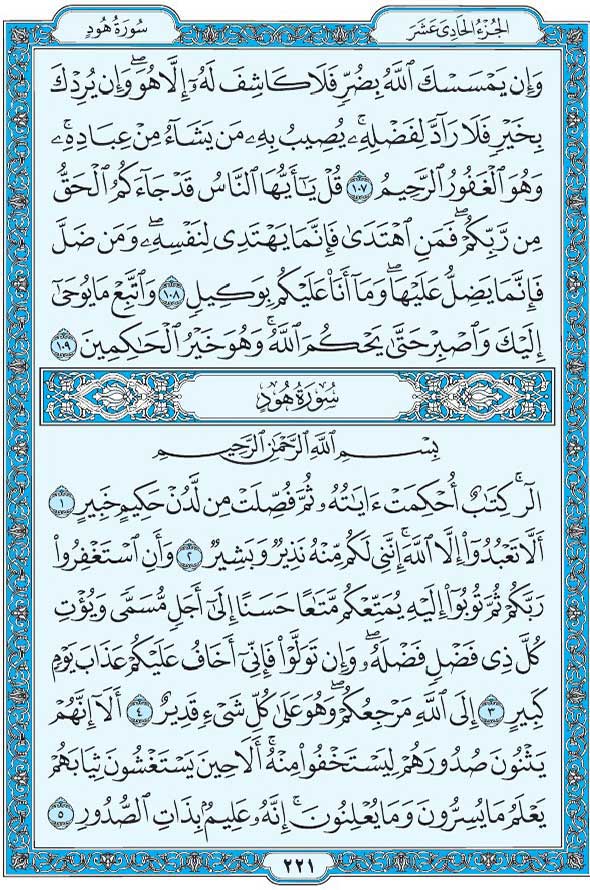 سُورَةُ هُودٍ الجُزْءُ الحَادِي عَشَرَ
وَإِن يَمْسَسْكَ ٱللَّهُ بِضُرٍّ فَلَا كَاشِفَ لَهُۥٓ إِلَّا هُوَۖ وَإِن يُرِدْكَ
بِخَيْرٍ فَلَا رَآدَّ لِفَضْلِهِۦۚ يُصِيبُ بِهِۦ مَن يَشَآءُ مِنْ عِبَادِهِۦۚ
وَهُوَ ٱلْغَفُورُ ٱلرَّحِيمُ ١٠٧ قُلْ يَٰٓأَيُّهَا ٱلنَّاسُ قَدْ جَآءَكُمُ ٱلْحَقُّ
مِن رَّبِّكُمْۖ فَمَنِ ٱهْتَدَىٰ فَإِنَّمَا يَهْتَدِى لِنَفْسِهِۦۖ وَمَن ضَلَّ
فَإِنَّمَا يَضِلُّ عَلَيْهَاۖ وَمَآ أَنَا۠ عَلَيْكُم بِوَكِيلٍ ١٠٨ وَٱتَّبِعْ مَا يُوحَىٰٓ
إِلَيْكَ وَٱصْبِرْ حَتَّىٰ يَحْكُمَ ٱللَّهُۚ وَهُوَ خَيْرُ ٱلْحَٰكِمِينَ ١٠٩
سُورَةُ هُودٍ
بِسْمِ ٱللَّهِ ٱلرَّحْمَٰنِ ٱلرَّحِيمِ
الٓرۚ كِتَٰبٌ أُحْكِمَتْ ءَايَٰتُهُۥ ثُمَّ فُصِّلَتْ مِن لَّدُنْ حَكِيمٍ خَبِيرٍ ١
أَلَّا تَعْبُدُوٓا۟ إِلَّا ٱللَّهَۚ إِنَّنِى لَكُم مِّنْهُ نَذِيرٌ وَبَشِيرٌ ٢ وَأَنِ ٱسْتَغْفِرُوا۟
رَبَّكُمْ ثُمَّ تُوبُوٓا۟ إِلَيْهِ يُمَتِّعْكُم مَّتَٰعًا حَسَنًا إِلَىٰٓ أَجَلٍ مُّسَمًّى وَيُؤْتِ
كُلَّ ذِى فَضْلٍ فَضْلَهُۥۖ وَإِن تَوَلَّوْا۟ فَإِنِّىٓ أَخَافُ عَلَيْكُمْ عَذَابَ يَوْمٍ
كَبِيرٍ ٣ إِلَى ٱللَّهِ مَرْجِعُكُمْۖ وَهُوَ عَلَىٰ كُلِّ شَىْءٍ قَدِيرٌ ٤ أَلَآ إِنَّهُمْ
يَثْنُونَ صُدُورَهُمْ لِيَسْتَخْفُوا۟ مِنْهُۚ أَلَا حِينَ يَسْتَغْشُونَ ثِيَابَهُمْ
يَعْلَمُ مَا يُسِرُّونَ وَمَا يُعْلِنُونَۚ إِنَّهُۥ عَلِيمٌۢ بِذَاتِ ٱلصُّدُورِ ٥
٢٢١